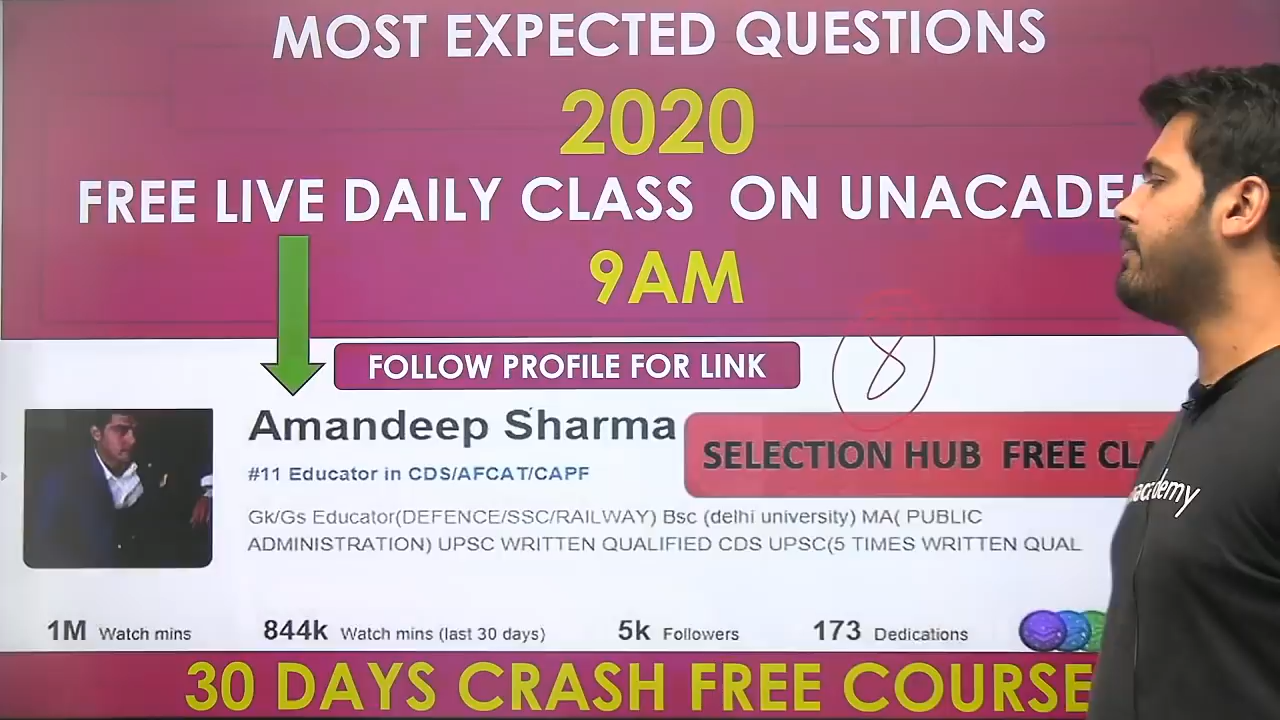 MOST EXPECTED QUESTIONS
2020
FREE LIVE DAILY CLASS ON UNACADE
9AM
8
FOLLOW PROFILE FOR LINK
Amandeep Sharma
#11 Educator in CDS/AFCAT/CAPF
SELECTION HUB FREE CLA
Gk/Gs Educator(DEFENCE/SSC/RAILWAY) Bsc (delhi university) MA( PUBLIC
ADMINISTRATION) UPSC WRITTEN QUALIFIED CDS UPSC(5 TIMES WRITTEN QUAL
academy
1M Watch mins 844k Watch mins (last 30 days) 5k Followers 173 Dedications
30 DAYS CRASH FREE COURSE